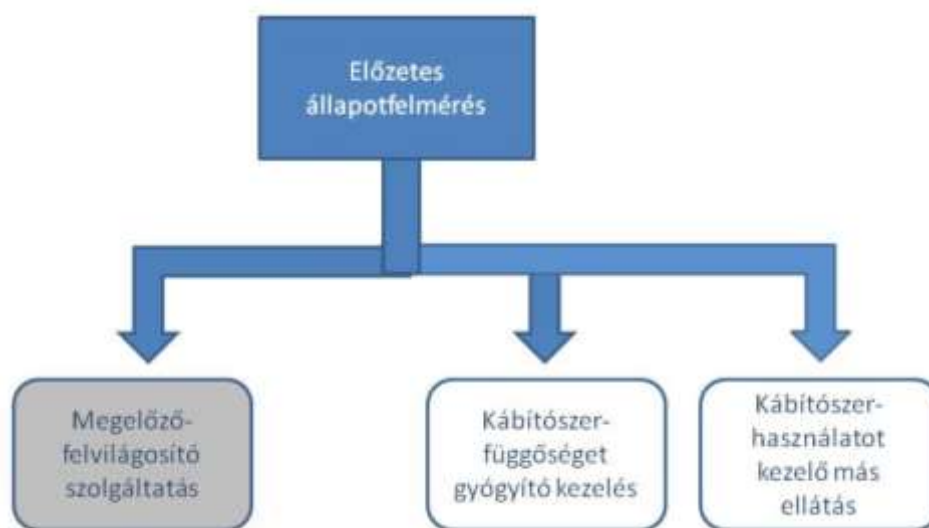 Előzetes
állapotfelmérés
Megelőző-
felvilágosító
szolgáltatás
Kábítószer-
függőséget
gyógyító kezelés
Kábítószer-
használatot
kezelő más
ellátás